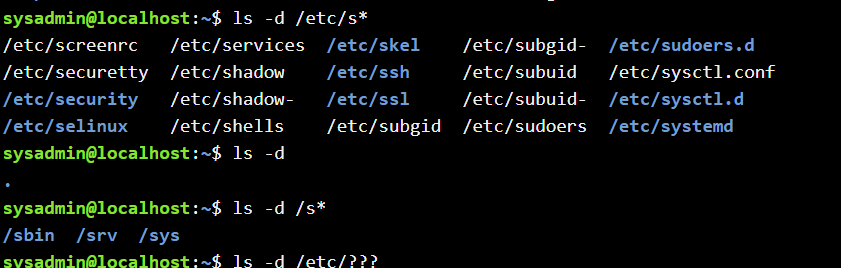 sysadmin@localhost:~$ ls -d /etc/s*
/etc/screenrc /etc/services /etc/skel /etc/subgid- /etc/sudoers.d
/etc/securetty /etc/shadow /etc/ssh /etc/subuid /etc/sysctl.conf
/etc/security /etc/shadow- /etc/ssl /etc/subuid- /etc/sysctl.d
/etc/selinux /etc/shells /etc/subgid /etc/sudoers /etc/systemd
sysadmin@localhost:~$ ls -d
.
sysadmin@localhost:~$ ls -d /s*
/sbin /srv /sys
sysadmin@localhost:~$ ls -d /etc/???